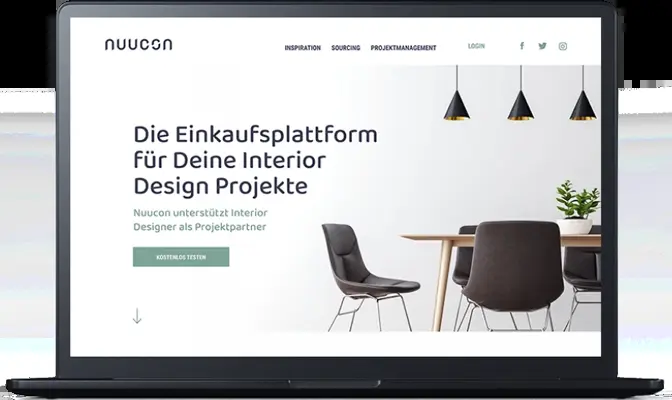 nuucon
INSPIRATION SOURCING PROJEKTMANAGEMENT LOGIN
Die Einkaufsplattform
für Deine Interior
Design Projekte
Nuucon unterstützt Interior
Designer als Projektpartner
KOSTENLOS TESTEN